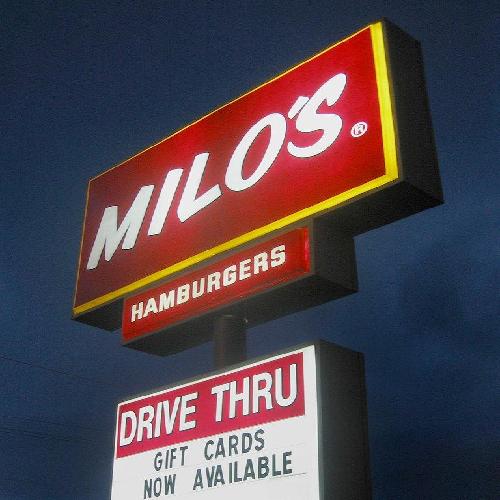 MILO'S®
HAMBURGERS
DRIVE THRU
GIFT CARDS
NOW AVAILABLE